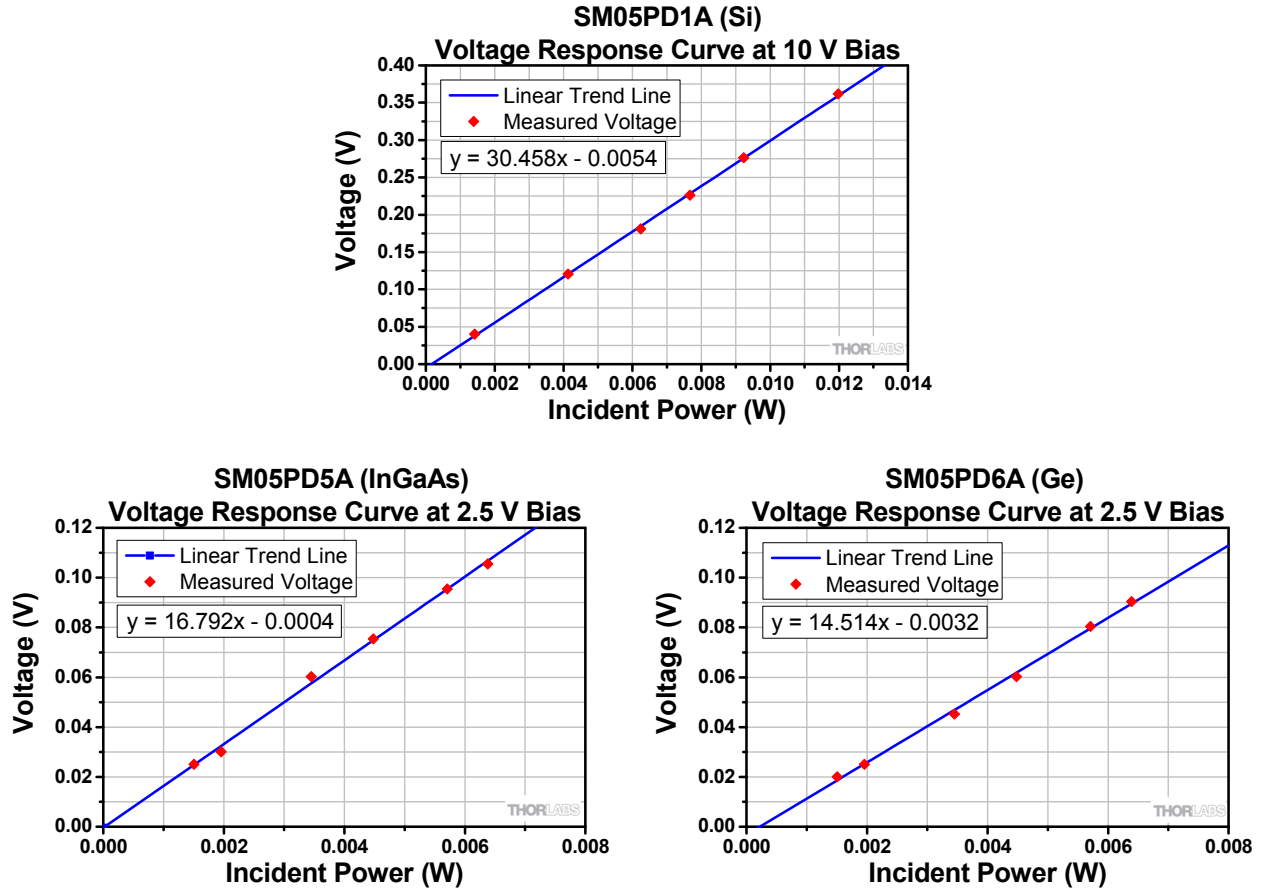 SM05PD1A (Si)
Voltage Response Curve at 10 V Bias
0.40
0.35
0.30
0.25
0.20
0.15
0.10
0.05
0.00
Voltage (V)
Linear Trend Line
Measured Voltage
y = 30.458x - 0.0054
THORLABS
0.000 0.002 0.004 0.006 0.008 0.010 0.012 0.014
Incident Power (W)
SM05PD5A (InGaAs)
Voltage Response Curve at 2.5 V Bias
0.12
0.10
0.08
0.06
0.04
0.02
0.00
Voltage (V)
Linear Trend Line
Measured Voltage
y = 16.792x - 0.0004
THORLABS
0.000 0.002 0.004 0.006 0.008
Incident Power (W)
SM05PD6A (Ge)
Voltage Response Curve at 2.5 V Bias
0.12
0.10
0.08
0.06
0.04
0.02
0.00
Voltage (V)
Linear Trend Line
Measured Voltage
y = 14.514x - 0.0032
THORLABS
0.000 0.002 0.004 0.006 0.008
Incident Power (W)